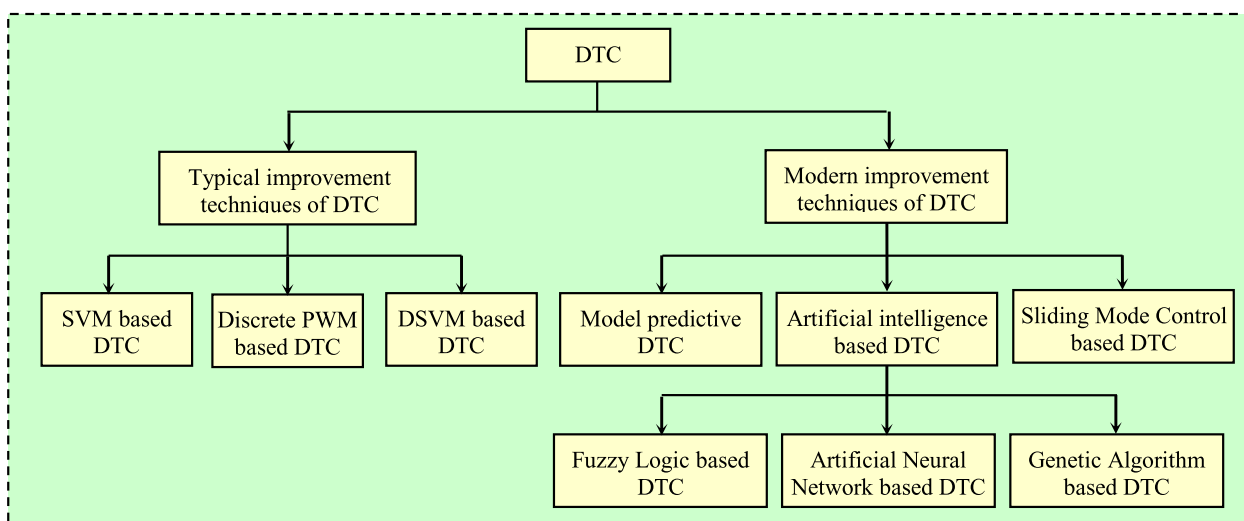 DTC
Typical improvement
techniques of DTC
Modern improvement
techniques of DTC
SVM based
DTC
Discrete PWM
based DTC
DSVM based
DTC
Model predictive
DTC
Artificial intelligence
based DTC
Sliding Mode Control
based DTC
Fuzzy Logic based
DTC
Artificial Neural
Network based DTC
Genetic Algorithm
based DTC